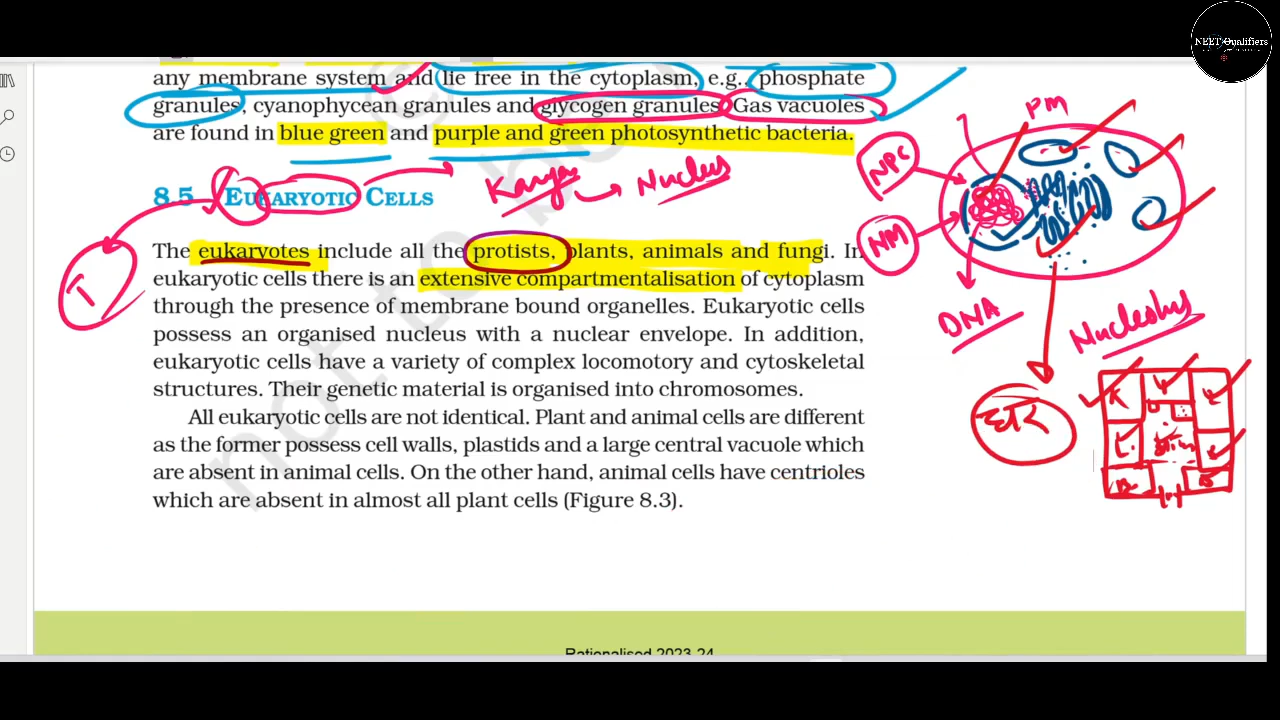 NEET Qualifiers
any membrane system and lie free in the cytoplasm, e.g., phosphate
granules, cyanophycean granules and glycogen granules. Gas vacuoles
are found in blue green and purple and green photosynthetic bacteria.
PM
NPC
Karyon → Nucleus
8.5 EUKARYOTIC CELLS
NM
The eukaryotes include all the protists, plants, animals and fungi. In
eukaryotic cells there is an extensive compartmentalisation of cytoplasm
through the presence of membrane bound organelles. Eukaryotic cells
possess an organised nucleus with a nuclear envelope. In addition,
eukaryotic cells have a variety of complex locomotory and cytoskeletal
structures. Their genetic material is organised into chromosomes.
T
DNA
Nucleolus
All eukaryotic cells are not identical. Plant and animal cells are different
as the former possess cell walls, plastids and a large central vacuole which
are absent in animal cells. On the other hand, animal cells have centrioles
which are absent in almost all plant cells (Figure 8.3).
not to be
Rationalised 2023-24